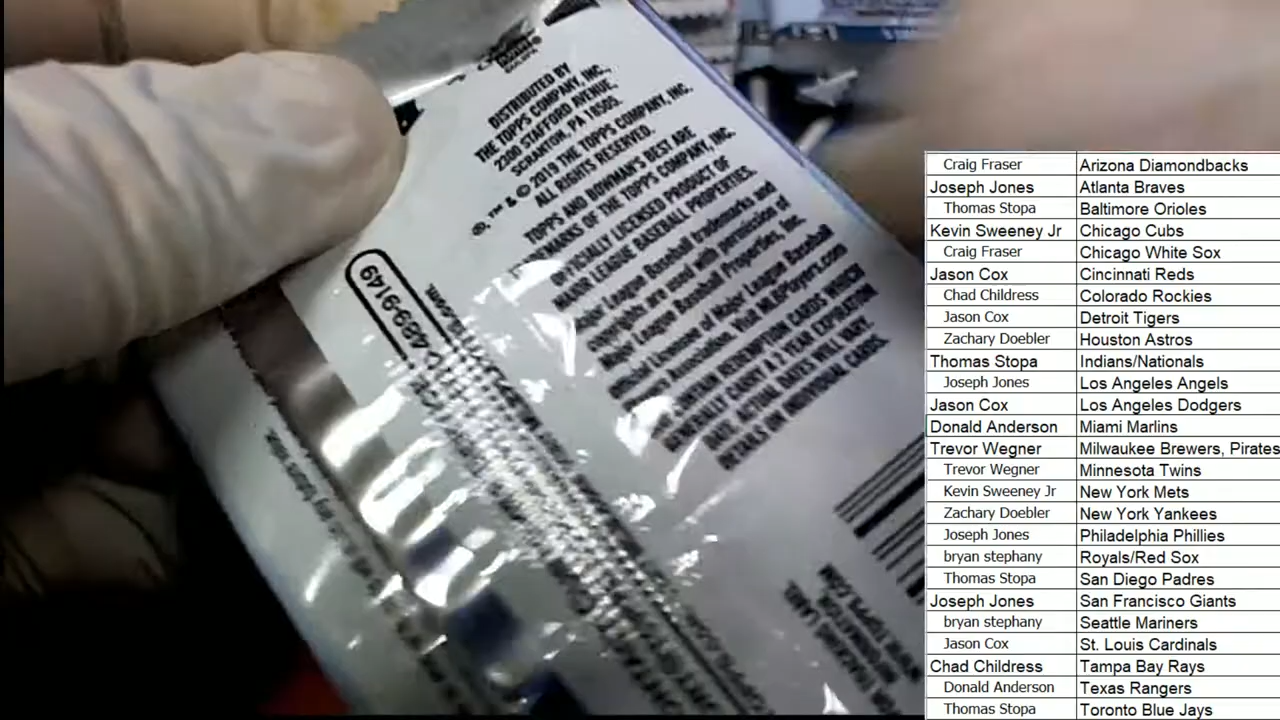 DISTRIBUTED BY
THE TOPPS COMPANY, INC.,
2300 STAFFORD AVENUE,
SCRANTON, PA 18505.
®, ™ & © 2019 THE TOPPS COMPANY, INC.
ALL RIGHTS RESERVED.
TOPPS AND BOWMAN'S BEST ARE
OF THE TOPPS COMPANY, INC.
OFFICIALLY LICENSED PRODUCT OF
MAJOR LEAGUE BASEBALL PROPERTIES.
Major League Baseball trademarks and
copyrights are used with permission of
Major League Baseball Properties, Inc.
Official Licensee of Major League Baseball
Players Association. Visit MLBPlayers.com
CONTAIN REDEMPTION CARDS WHICH
GENERALLY CARRY A 2 YEAR EXPIRATION
DATE. ACTUAL DATES WILL VARY.
DETAILS ON INDIVIDUAL CARDS.
4899-9149
Craig Fraser Arizona Diamondbacks
Joseph Jones Atlanta Braves
Thomas Stopa Baltimore Orioles
Kevin Sweeney Jr Chicago Cubs
Craig Fraser Chicago White Sox
Jason Cox Cincinnati Reds
Chad Childress Colorado Rockies
Jason Cox Detroit Tigers
Zachary Doebler Houston Astros
Thomas Stopa Indians/Nationals
Joseph Jones Los Angeles Angels
Jason Cox Los Angeles Dodgers
Donald Anderson Miami Marlins
Trevor Wegner Milwaukee Brewers, Pirates
Trevor Wegner Minnesota Twins
Kevin Sweeney Jr New York Mets
Zachary Doebler New York Yankees
Joseph Jones Philadelphia Phillies
bryan stephany Royals/Red Sox
Thomas Stopa San Diego Padres
Joseph Jones San Francisco Giants
bryan stephany Seattle Mariners
Jason Cox St. Louis Cardinals
Chad Childress Tampa Bay Rays
Donald Anderson Texas Rangers
Thomas Stopa Toronto Blue Jays